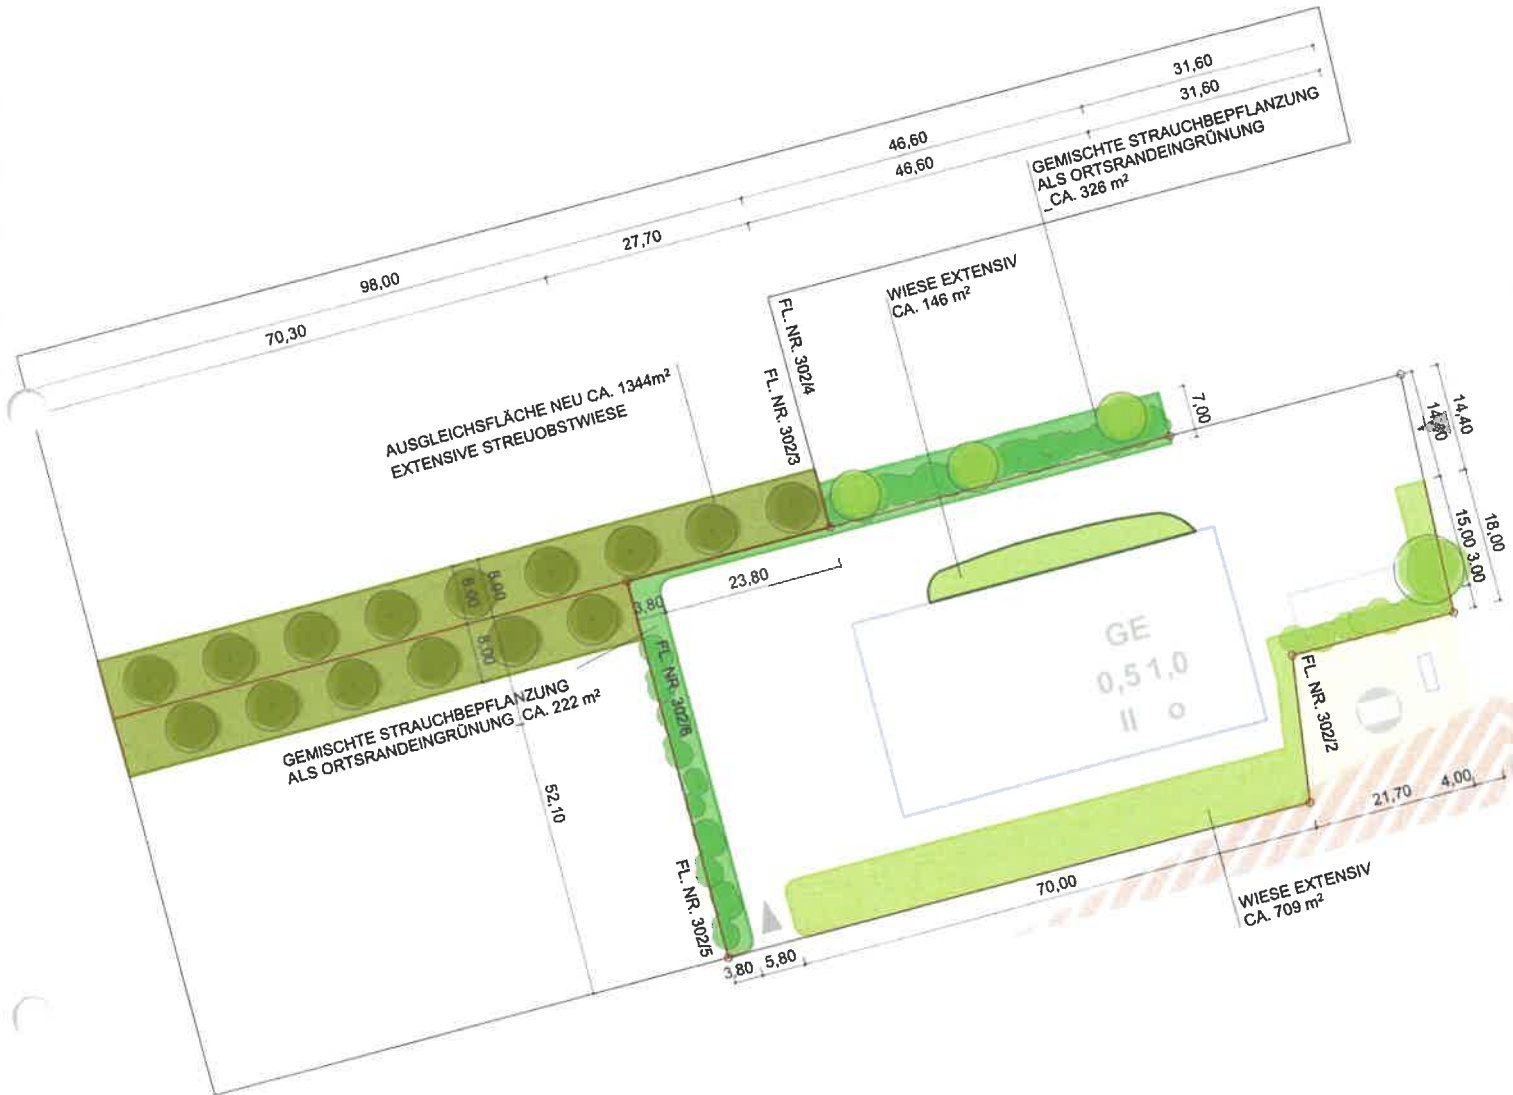 31,60
31,60
46,60
46,60
GEMISCHTE STRAUCHBEPFLANZUNG
ALS ORTSRANDEINGRÜNUNG
_CA. 326 m²
27,70
98,00
70,30
WIESE EXTENSIV
CA. 146 m²
FL. NR. 302/4
FL. NR. 302/3
AUSGLEICHSFLÄCHE NEU CA. 1344m²
EXTENSIVE STREUOBSTWIESE
7,00
14,40
18,00
15,00
3,00
23,80
3,80
8,00
8,00
8,00
GE
0,5 1,0
II o
FL. NR. 302/6
FL. NR. 302/2
GEMISCHTE STRAUCHBEPFLANZUNG
ALS ORTSRANDEINGRÜNUNG_CA. 222 m²
52,10
FL. NR. 302/5
21,70
4,00
70,00
WIESE EXTENSIV
CA. 709 m²
3,80
5,80